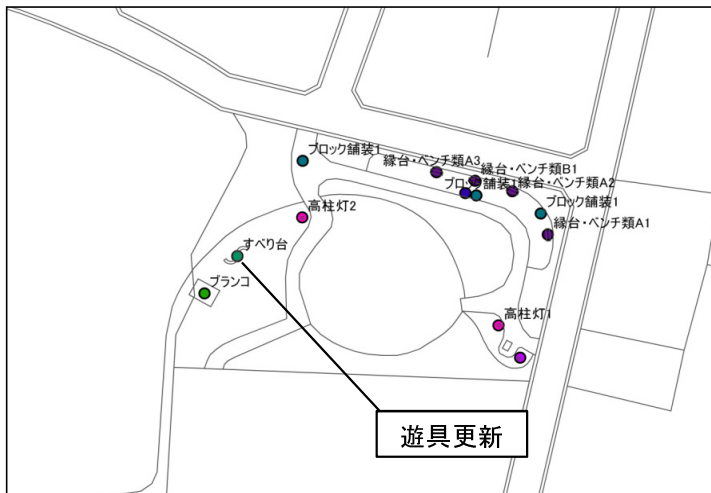 ブロック舗装1
縁台・ベンチ類A3
縁台・ベンチ類B1
縁台・ベンチ類A2
ブロック舗装1
ブロック舗装1
縁台・ベンチ類A1
高柱灯2
すべり台
ブランコ
高柱灯1
遊具更新